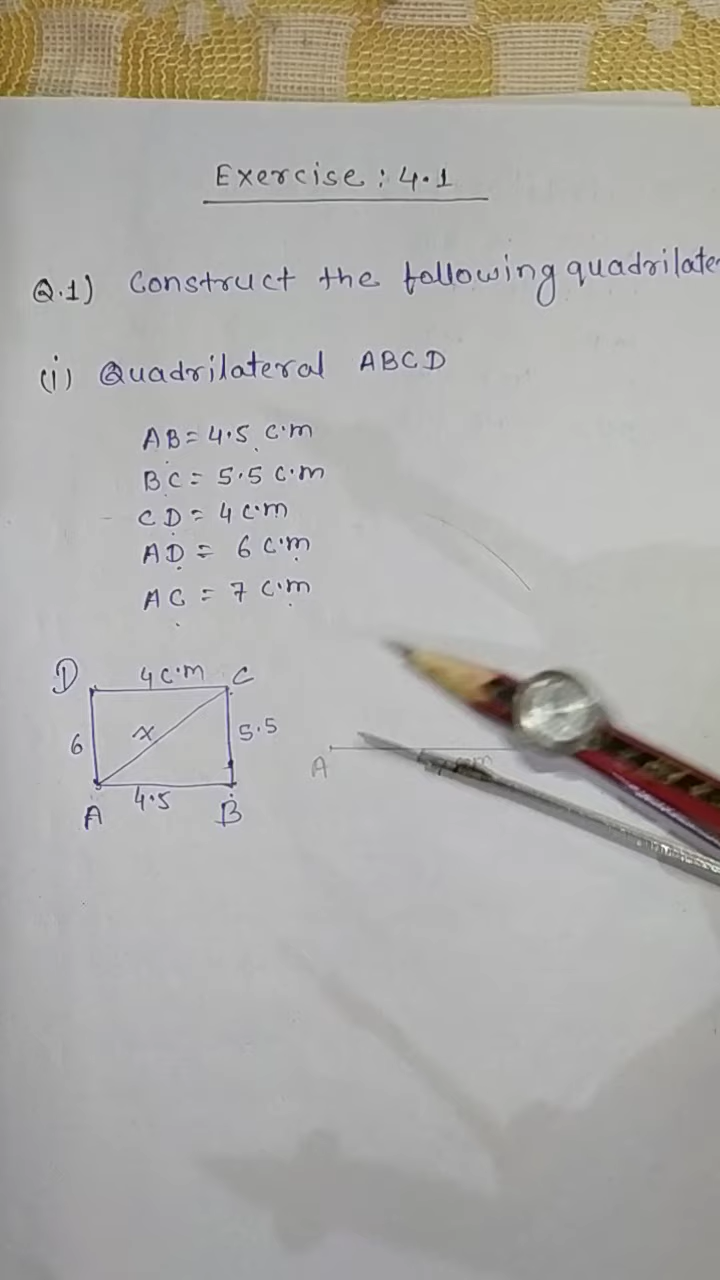 Exercise : 4.1
Q.1) Construct the following quadrilate
(i) Quadrilateral ABCD
AB = 4.5 c.m
BC = 5.5 c.m
CD = 4 c.m
AD = 6 c.m
AC = 7 c.m
D 4 c.m C
6 x 5.5
A 4.5 B
A